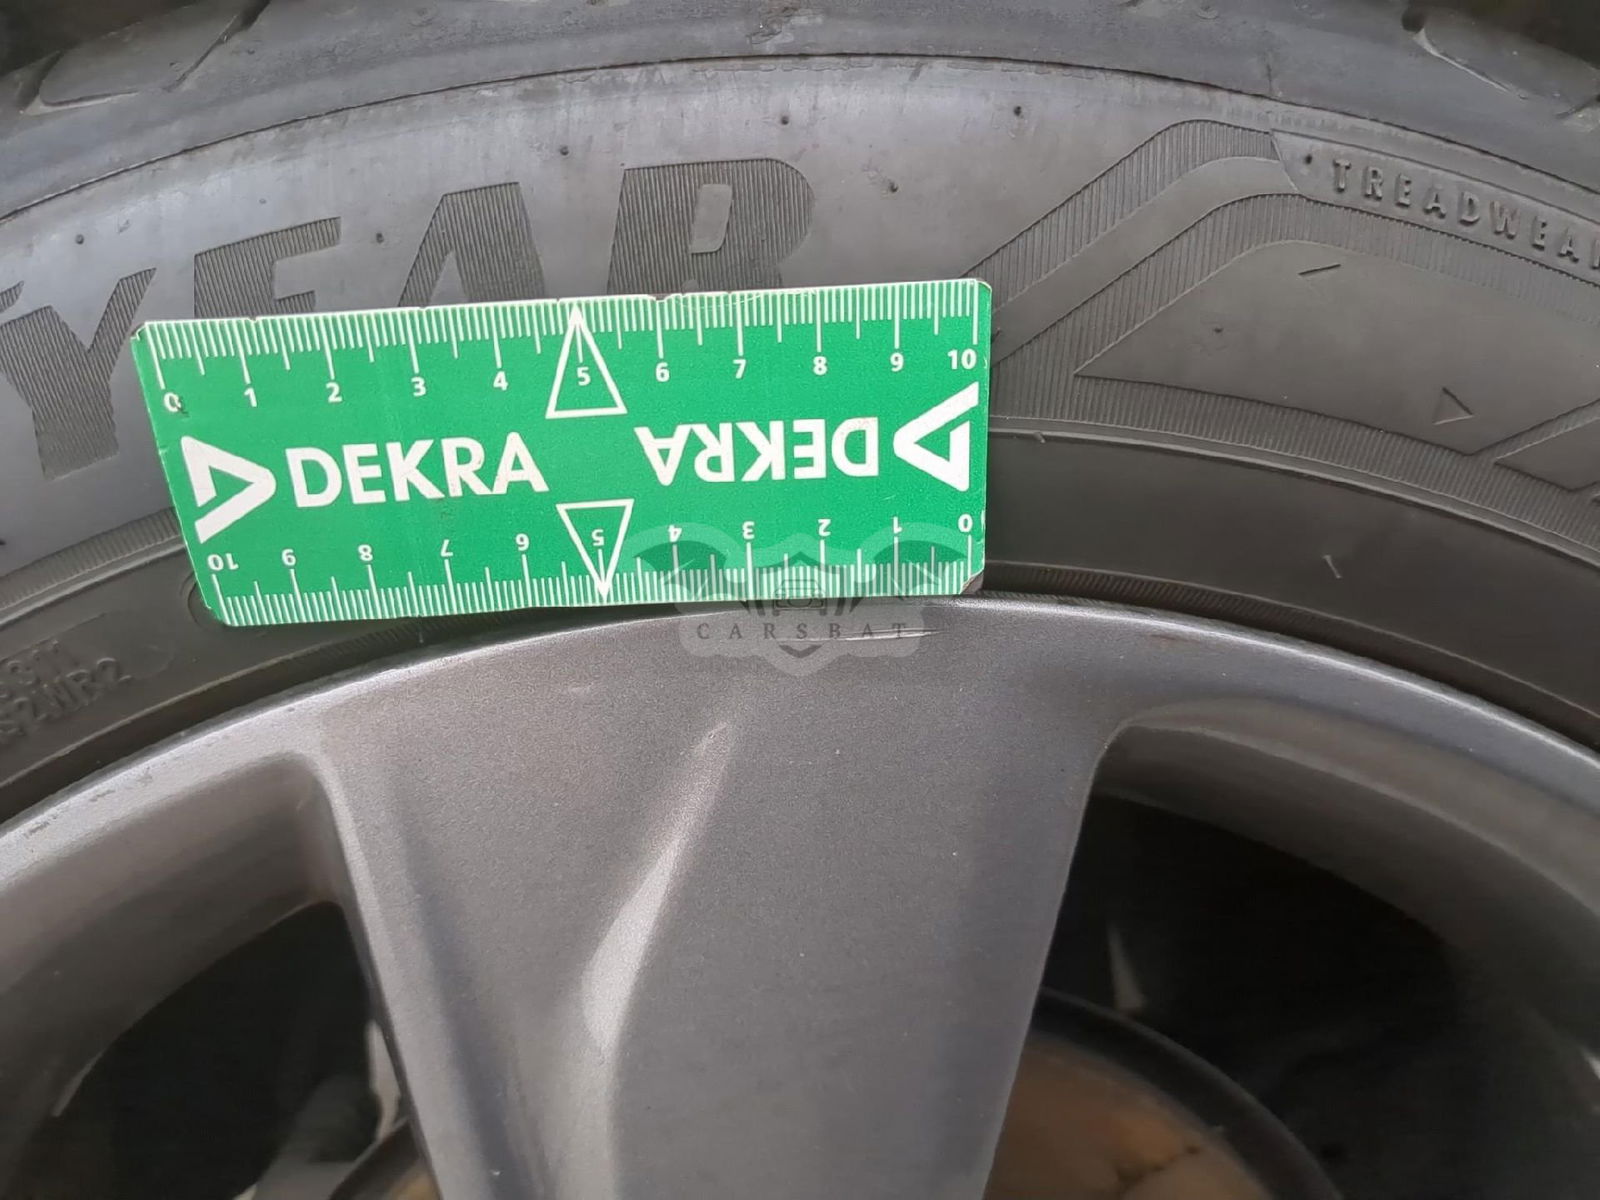 YEAR
TREADWEAR
0 1 2 3 4 5 6 7 8 9 10
DEKRA
DEKRA
10 9 8 7 6 5 4 3 2 1 0
CARSBAT